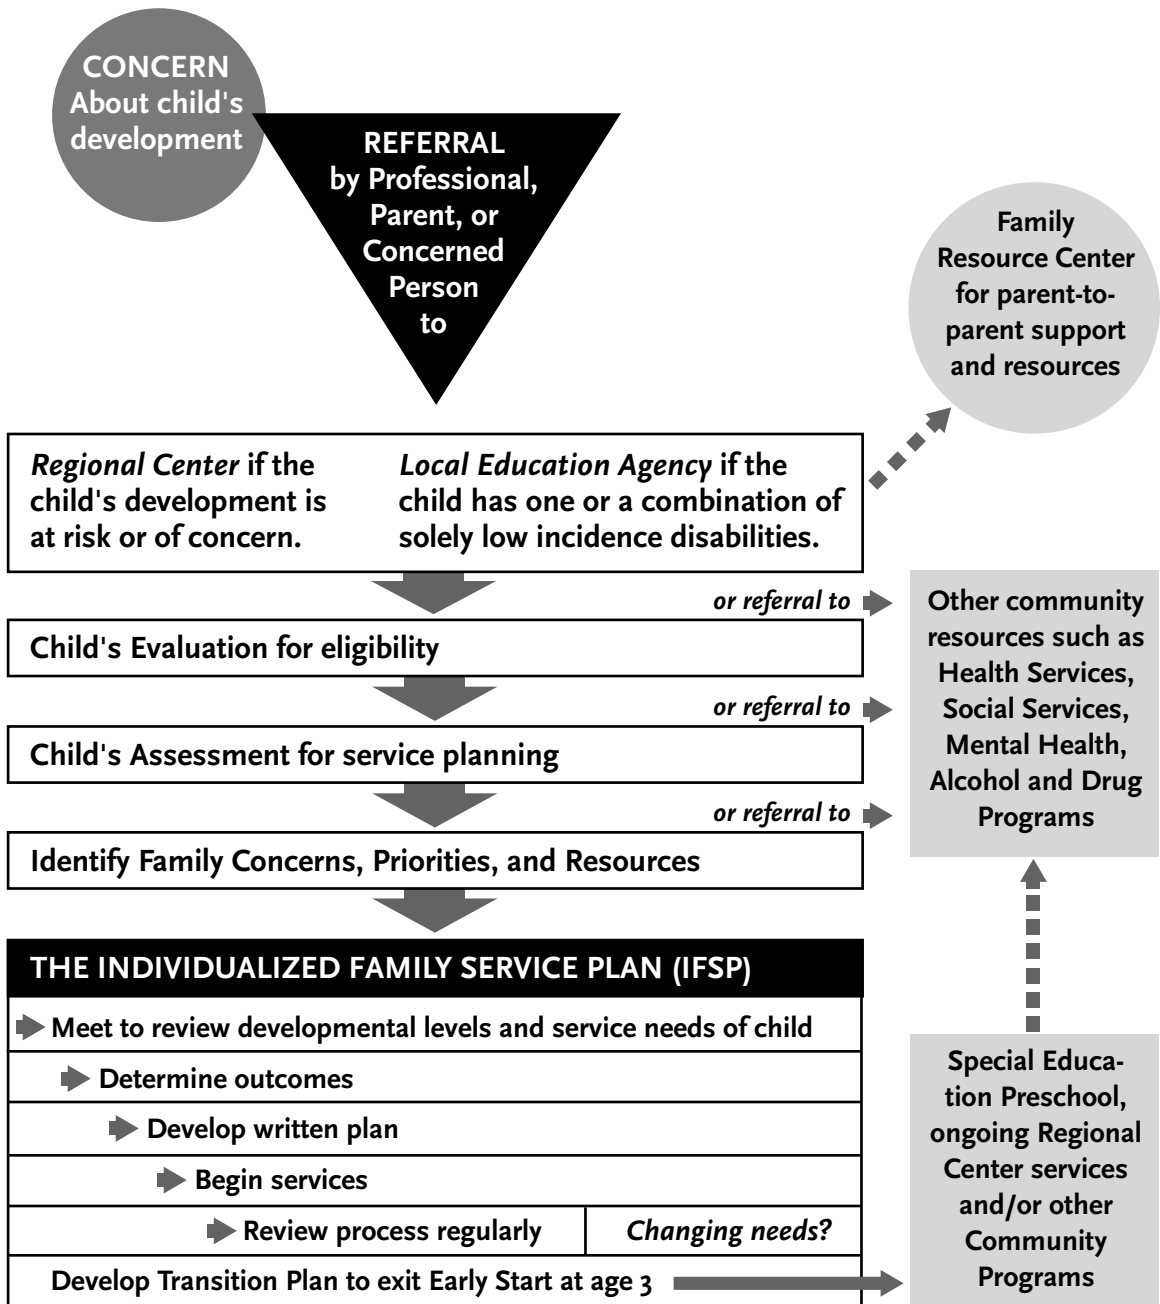 CONCERN
About child's
development
REFERRAL
by Professional,
Parent, or
Concerned
Person
to
Family
Resource Center
for parent-to-
parent support
and resources
Regional Center if the
child's development is
at risk or of concern.
Local Education Agency if the
child has one or a combination of
solely low incidence disabilities.
or referral to
Other community
resources such as
Health Services,
Social Services,
Mental Health,
Alcohol and Drug
Programs
Child's Evaluation for eligibility
or referral to
Child's Assessment for service planning
or referral to
Identify Family Concerns, Priorities, and Resources
THE INDIVIDUALIZED FAMILY SERVICE PLAN (IFSP)
Meet to review developmental levels and service needs of child
Determine outcomes
Develop written plan
Begin services
Review process regularly
Changing needs?
Develop Transition Plan to exit Early Start at age 3
Special Educa-
tion Preschool,
ongoing Regional
Center services
and/or other
Community
Programs